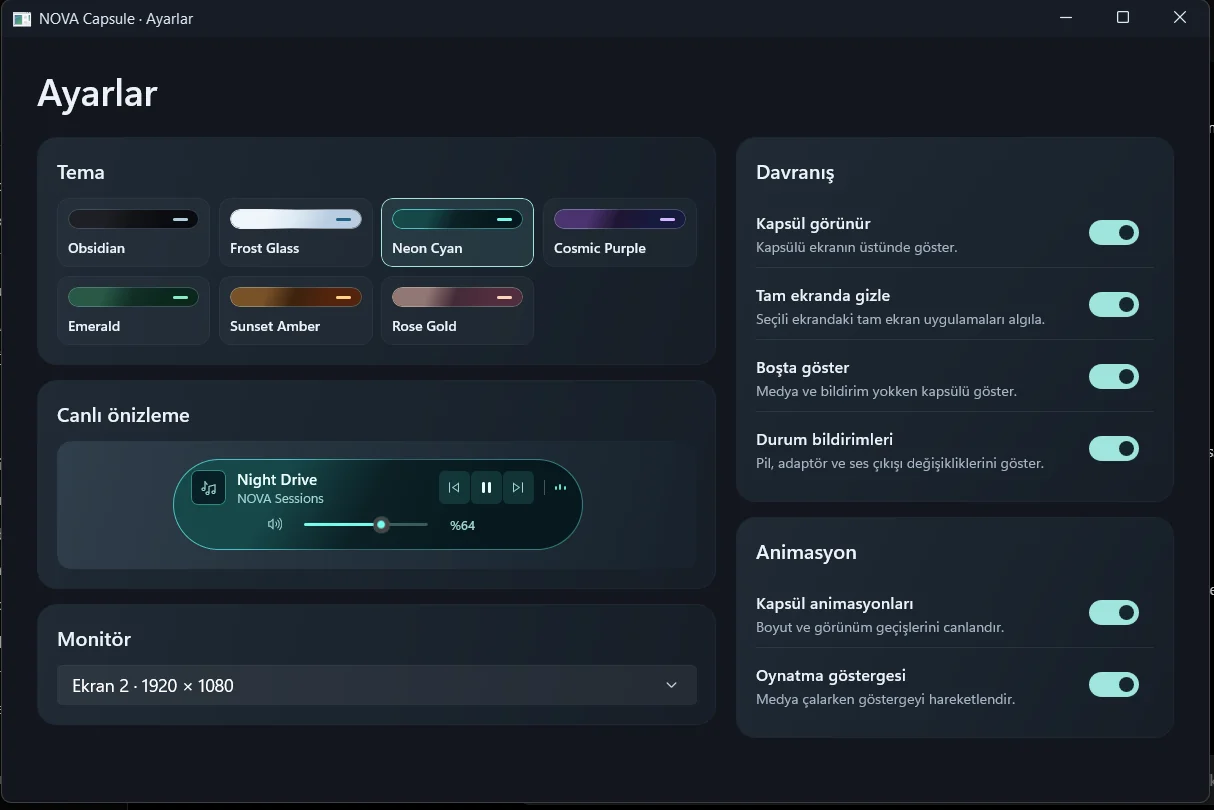 NOVA Capsule · Ayarlar
Ayarlar
Tema
Obsidian
Frost Glass
Neon Cyan
Cosmic Purple
Emerald
Sunset Amber
Rose Gold
Canlı önizleme
Night Drive
NOVA Sessions
%64
Monitör
Ekran 2 · 1920 × 1080
Davranış
Kapsül görünür
Kapsülü ekranın üstünde göster.
Tam ekranda gizle
Seçili ekrandaki tam ekran uygulamaları algıla.
Boşta göster
Medya ve bildirim yokken kapsülü göster.
Durum bildirimleri
Pil, adaptör ve ses çıkışı değişikliklerini göster.
Animasyon
Kapsül animasyonları
Boyut ve görünüm geçişlerini canlandır.
Oynatma göstergesi
Medya çalarken göstergeyi hareketlendir.